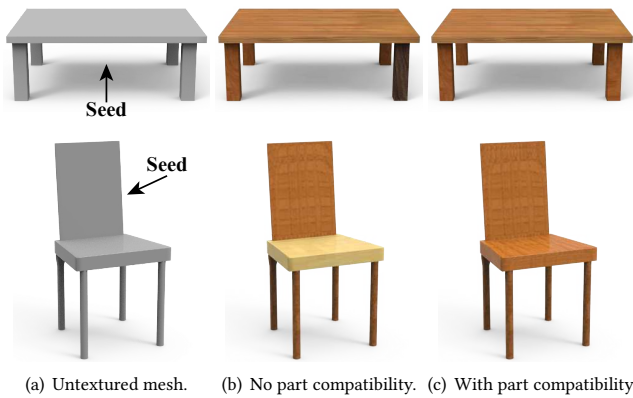 Seed
Seed
(a) Untextured mesh. (b) No part compatibility. (c) With part compatibility